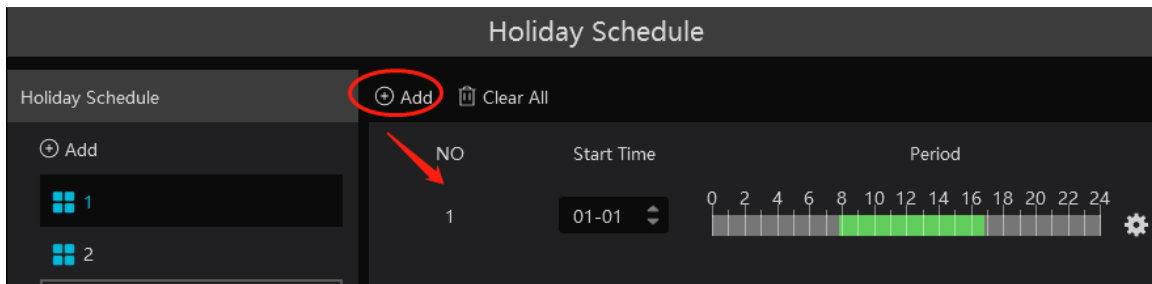 Holiday Schedule
Holiday Schedule
Add
1
2
Add Clear All
NO Start Time Period
0 2 4 6 8 10 12 14 16 18 20 22 24
1 01-01